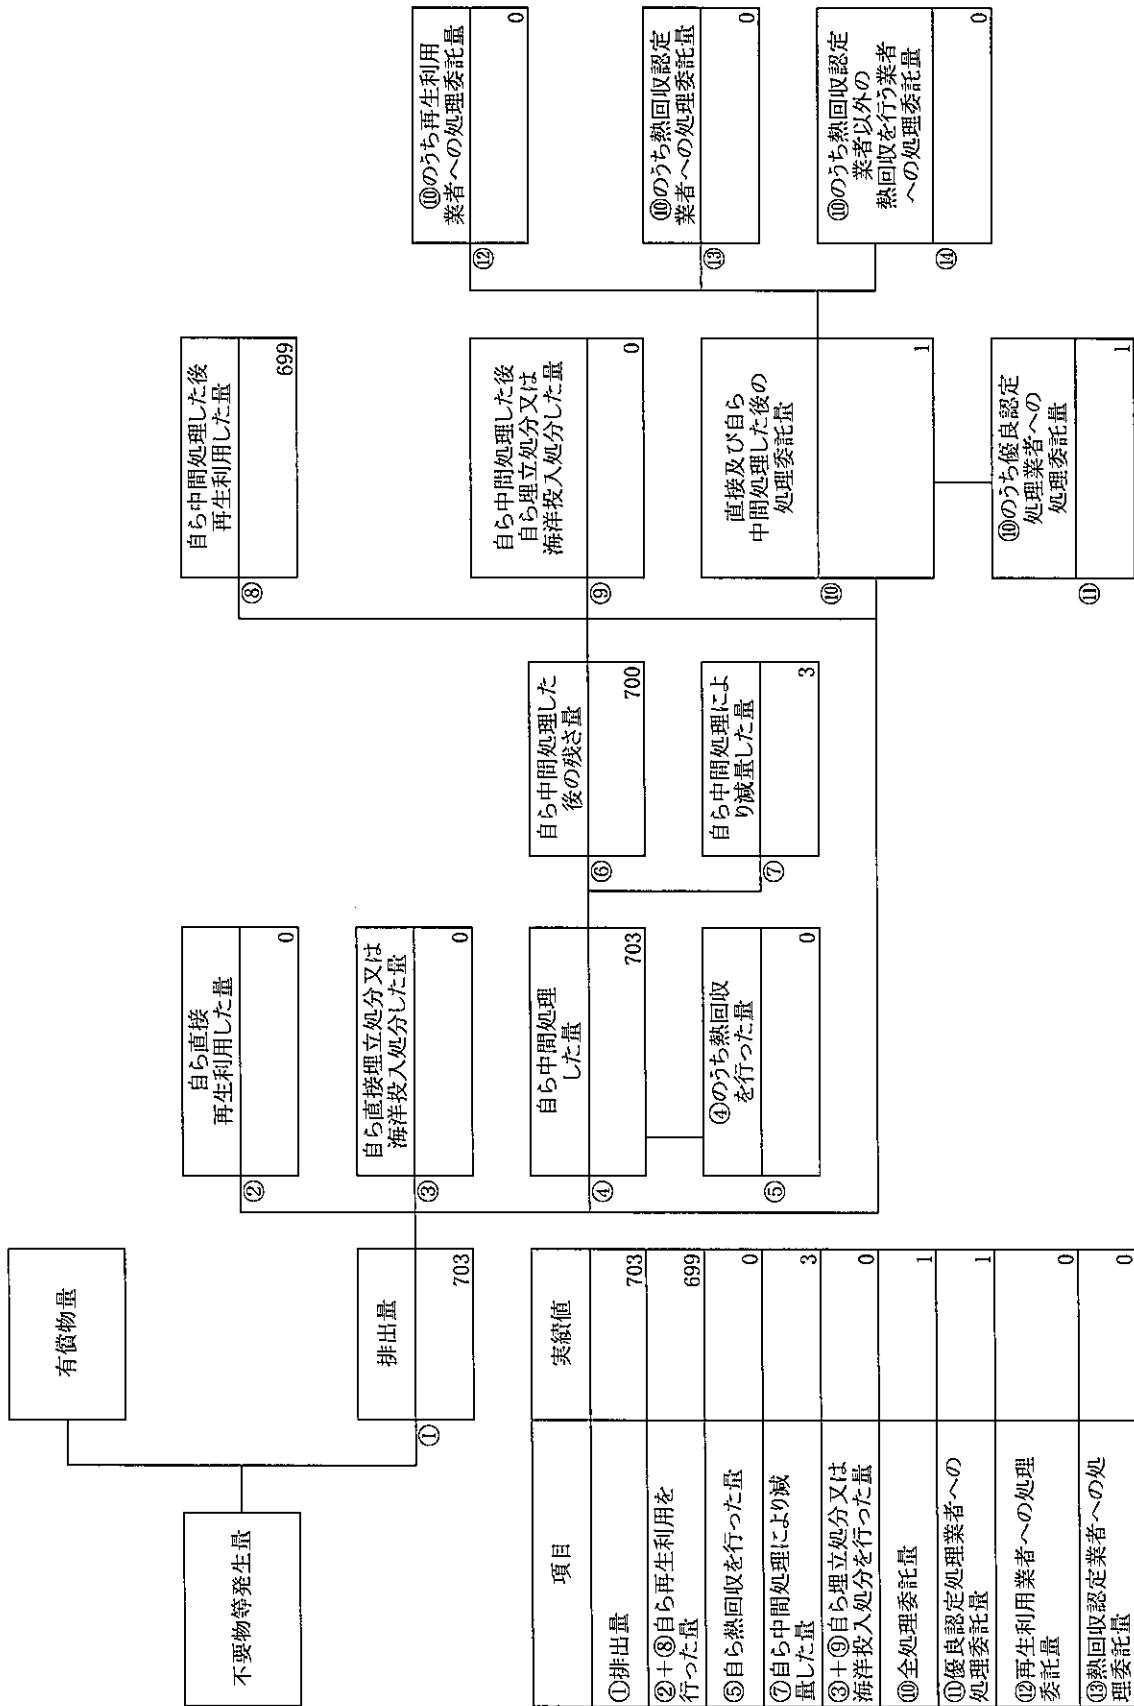 有償物量
不要物等発生量
①
排出量
703
②
自ら直接
再生利用した量
0
③
自ら直接埋立処分又は
海洋投入処分した量
0
④
自ら中間処理
した量
703
⑤
④のうち熱回収
を行った量
0
⑥
自ら中間処理した
後の残さ量
700
⑦
自ら中間処理によ
り減量した量
3
⑧
自ら中間処理した後
再生利用した量
699
⑨
自ら中間処理した後
自ら埋立処分又は
海洋投入処分した量
0
⑩
直接及び自ら
中間処理した後の
処理委託量
1
⑪
⑩のうち優良認定
処理業者への
処理委託量
1
⑫
⑩のうち再生利用
業者への処理委託量
0
⑬
⑩のうち熱回収認定
業者への処理委託量
0
⑭
⑩のうち熱回収認定
業者以外の
熱回収を行う業者
への処理委託量
0
項目 実績値
①排出量 703
②+⑧自ら再生利用を
行った量 699
⑤自ら熱回収を行った量 0
⑦自ら中間処理により減
量した量 3
③+⑨自ら埋立処分又は
海洋投入処分を行った量 0
⑩全処理委託量 1
⑪優良認定処理業者への
処理委託量 1
⑫再生利用業者への処理
委託量 0
⑬熱回収認定業者への処
理委託量 0